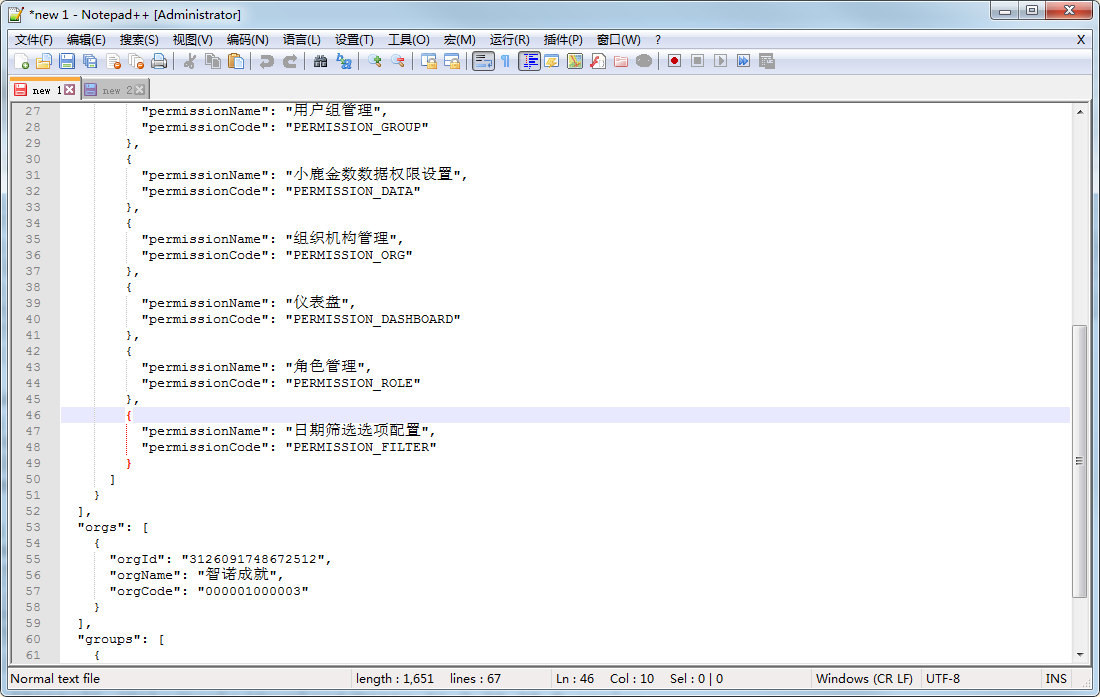 *new 1 - Notepad++ [Administrator]
文件(F) 编辑(E) 搜索(S) 视图(V) 编码(N) 语言(L) 设置(T) 工具(O) 宏(M) 运行(R) 插件(P) 窗口(W) ? X
new 1 new 2
27 "permissionName": "用户组管理",
28 "permissionCode": "PERMISSION_GROUP"
29 },
30 {
31 "permissionName": "小鹿金数数据权限设置",
32 "permissionCode": "PERMISSION_DATA"
33 },
34 {
35 "permissionName": "组织机构管理",
36 "permissionCode": "PERMISSION_ORG"
37 },
38 {
39 "permissionName": "仪表盘",
40 "permissionCode": "PERMISSION_DASHBOARD"
41 },
42 {
43 "permissionName": "角色管理",
44 "permissionCode": "PERMISSION_ROLE"
45 },
46 {
47 "permissionName": "日期筛选选项配置",
48 "permissionCode": "PERMISSION_FILTER"
49 }
50 ]
51 }
52 ],
53 "orgs": [
54 {
55 "orgId": "3126091748672512",
56 "orgName": "智诺成就",
57 "orgCode": "000001000003"
58 }
59 ],
60 "groups": [
61 {
Normal text file length : 1,651 lines : 67 Ln : 46 Col : 10 Sel : 0 | 0 Windows (CR LF) UTF-8 INS